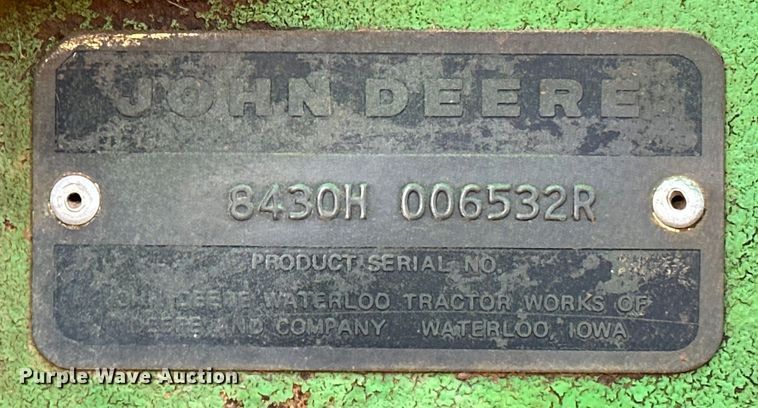 JOHN DEERE
8430H 006532R
PRODUCT SERIAL NO.
JOHN DEERE WATERLOO TRACTOR WORKS OF
DEERE AND COMPANY WATERLOO, IOWA
Purple Wave Auction